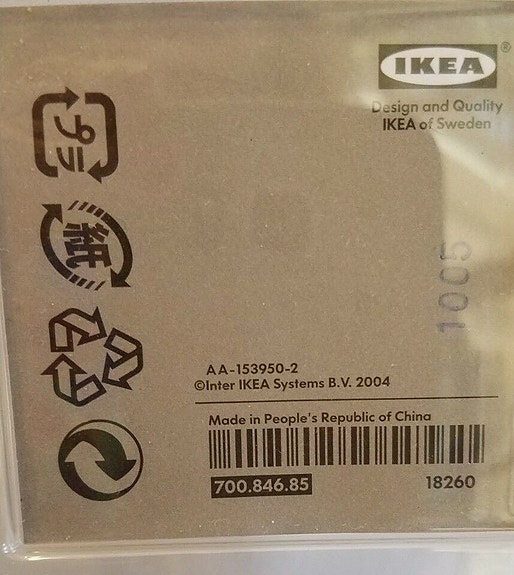 IKEA®
Design and Quality
IKEA of Sweden
プラ
紙
1005
AA-153950-2
©Inter IKEA Systems B.V. 2004
Made in People's Republic of China
700.846.85
18260